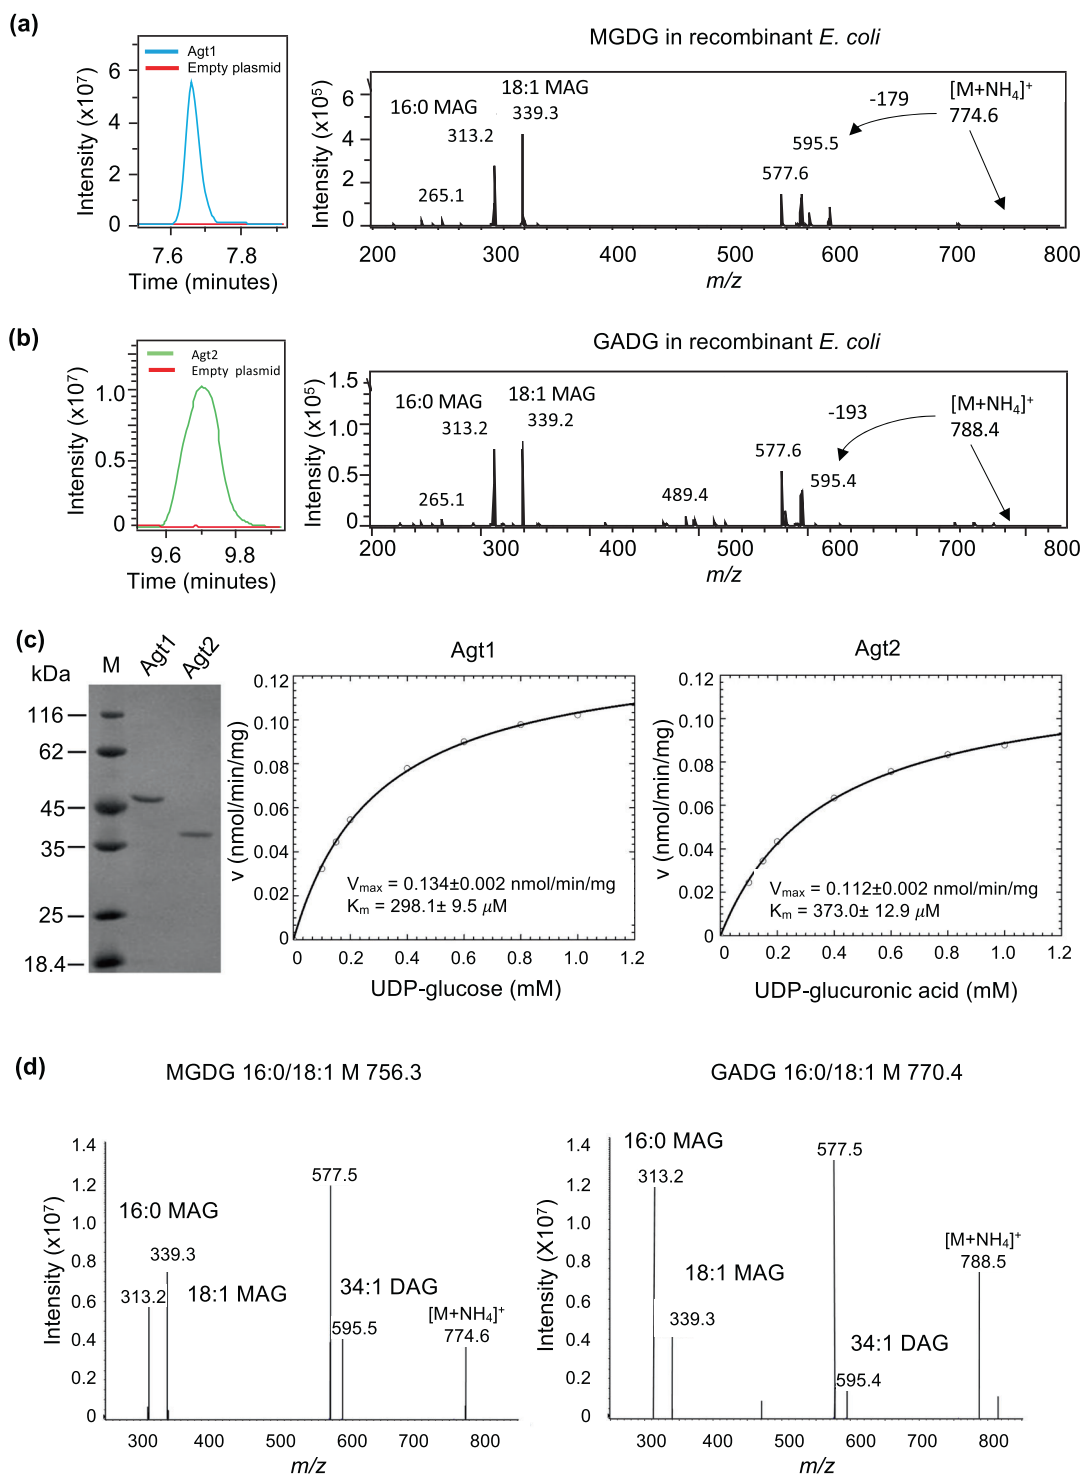 (a)
Agt1
Empty plasmid
Intensity (x10⁷)
6
4
2
0
7.6 7.8
Time (minutes)
MGDG in recombinant E. coli
Intensity (x10⁵)
6
4
2
0
16:0 MAG
313.2
18:1 MAG
339.3
265.1
577.6
595.5
-179
[M+NH₄]⁺
774.6
200 300 400 500 600 700 800
m/z
(b)
Agt2
Empty plasmid
Intensity (x10⁷)
1.0
0.5
0
9.6 9.8
Time (minutes)
GADG in recombinant E. coli
Intensity (x10⁵)
1.5
1.0
0.5
0
16:0 MAG
313.2
18:1 MAG
339.2
265.1
489.4
577.6
595.4
-193
[M+NH₄]⁺
788.4
200 300 400 500 600 700 800
m/z
(c)
kDa
M Agt1 Agt2
116
62
45
35
25
18.4
Agt1
v (nmol/min/mg)
0.12
0.10
0.08
0.06
0.04
0.02
0
Vmax = 0.134±0.002 nmol/min/mg
Km = 298.1± 9.5 μM
0 0.2 0.4 0.6 0.8 1.0 1.2
UDP-glucose (mM)
Agt2
v (nmol/min/mg)
0.12
0.10
0.08
0.06
0.04
0.02
0
Vmax = 0.112±0.002 nmol/min/mg
Km = 373.0± 12.9 μM
0 0.2 0.4 0.6 0.8 1.0 1.2
UDP-glucuronic acid (mM)
(d)
MGDG 16:0/18:1 M 756.3
Intensity (x10⁷)
1.4
1.2
1.0
0.8
0.6
0.4
0.2
0
16:0 MAG
339.3
313.2
18:1 MAG
577.5
34:1 DAG
595.5
[M+NH₄]⁺
774.6
300 400 500 600 700 800
m/z
GADG 16:0/18:1 M 770.4
Intensity (X10⁷)
1.4
1.2
1.0
0.8
0.6
0.4
0.2
0
16:0 MAG
313.2
18:1 MAG
339.3
577.5
34:1 DAG
595.4
[M+NH₄]⁺
788.5
300 400 500 600 700 800
m/z